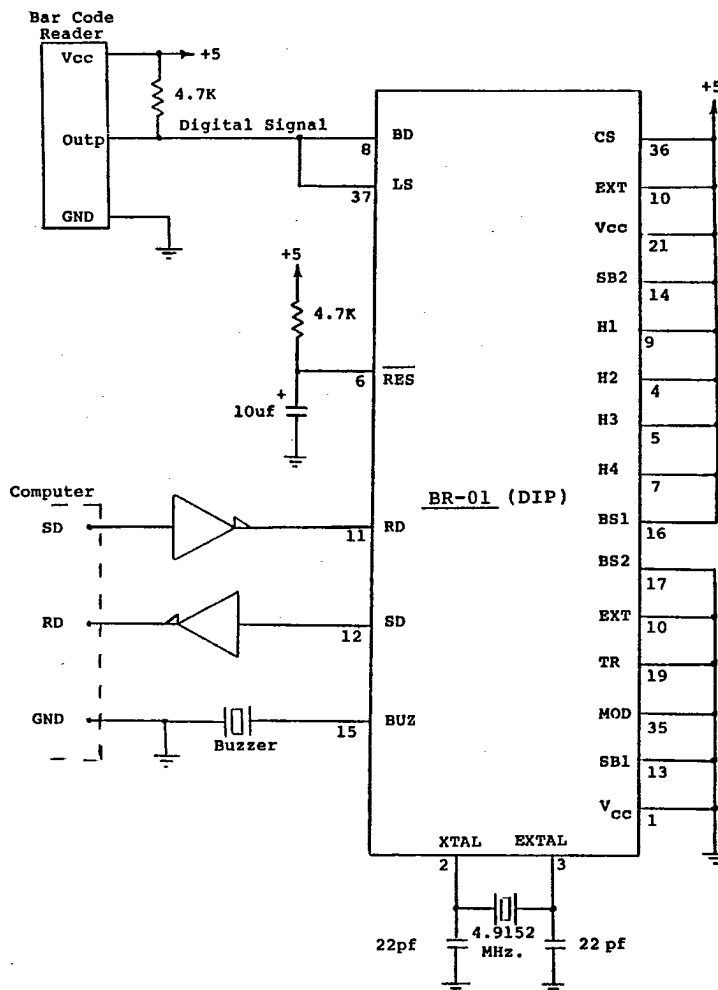 Bar Code
Reader
Vcc
+5
4.7K
Outp
Digital Signal
GND
8
BD
37
LS
+5
4.7K
6
RES
10uf
+
Computer
SD
11
RD
RD
12
SD
GND
Buzzer
15
BUZ
BR-01 (DIP)
+5
CS
36
EXT
10
Vcc
21
SB2
14
H1
9
H2
4
H3
5
H4
7
BS1
16
BS2
17
EXT
10
TR
19
MOD
35
SB1
13
Vcc
1
XTAL
2
EXTAL
3
4.9152
MHz.
22pf
22 pf